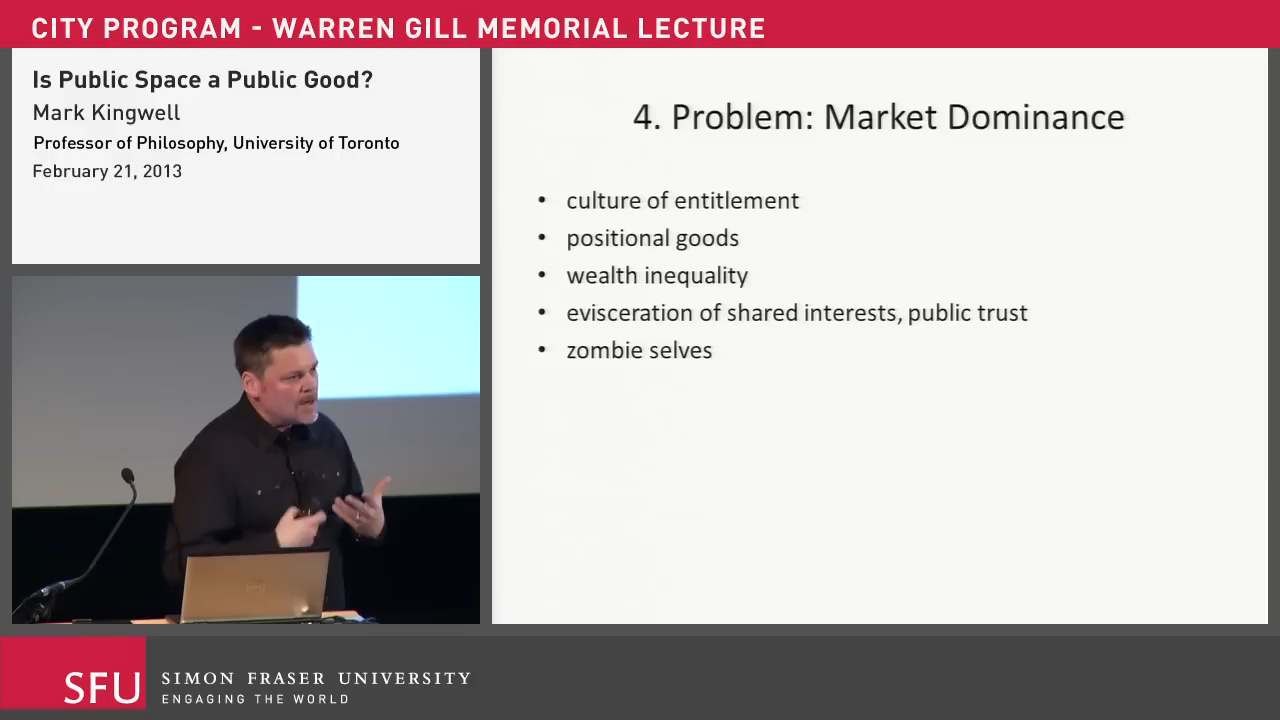 CITY PROGRAM - WARREN GILL MEMORIAL LECTURE
Is Public Space a Public Good?
Mark Kingwell
Professor of Philosophy, University of Toronto
February 21, 2013
4. Problem: Market Dominance
• culture of entitlement
• positional goods
• wealth inequality
• evisceration of shared interests, public trust
• zombie selves
SFU
SIMON FRASER UNIVERSITY
ENGAGING THE WORLD